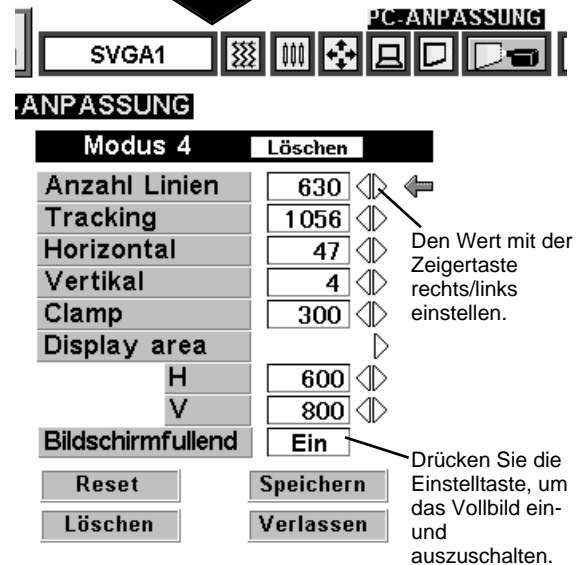 PC-ANPASSUNG
SVGA1
-ANPASSUNG
Modus 4 Löschen
Anzahl Linien 630
Tracking 1056
Horizontal 47
Vertikal 4
Clamp 300
Display area
H 600
V 800
Bildschirmfullend Ein
Reset Speichern
Löschen Verlassen
Den Wert mit der
Zeigertaste
rechts/links
einstellen.
Drücken Sie die
Einstelltaste, um
das Vollbild ein-
und
auszuschalten.